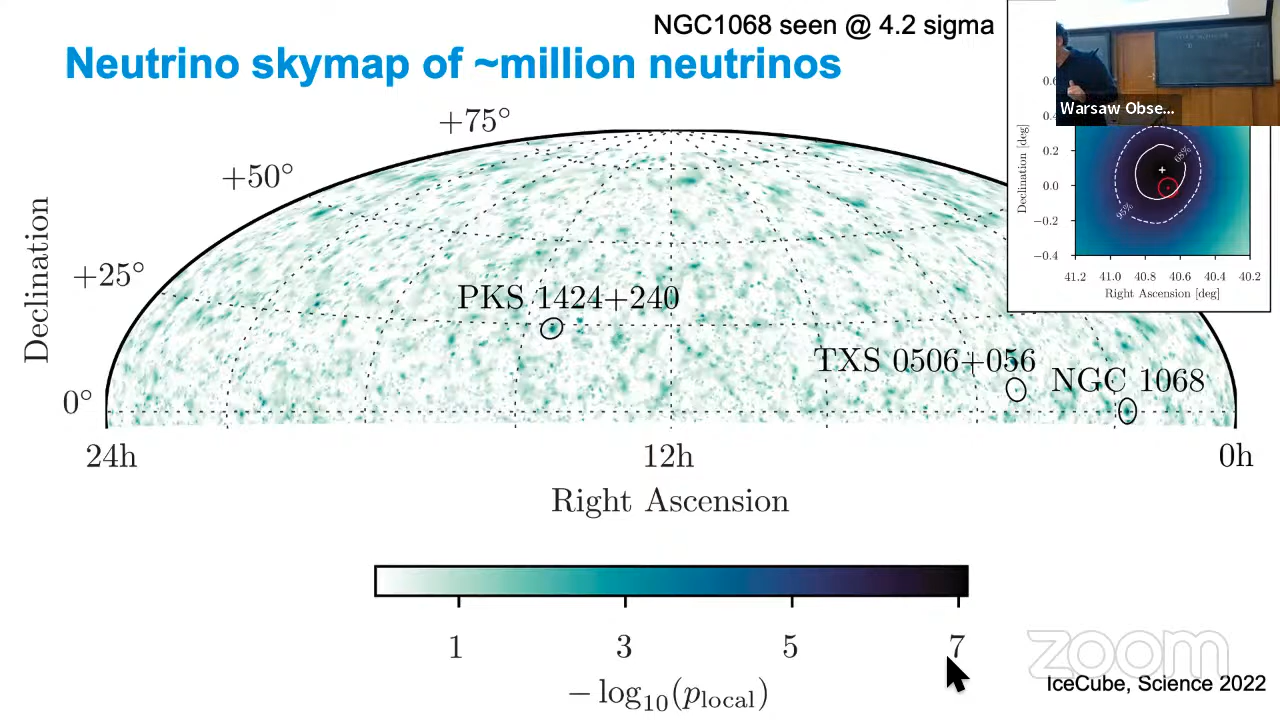 NGC1068 seen @ 4.2 sigma
Neutrino skymap of ~million neutrinos
Warsaw Obse...
+75°
+50°
+25°
0°
Declination
PKS 1424+240
TXS 0506+056
NGC 1068
24h
12h
0h
Right Ascension
Declination [deg]
0.2
0.0
−0.2
−0.4
68%
95%
41.2
41.0
40.8
40.6
40.4
40.2
Right Ascension [deg]
1
3
5
7
− log10(plocal)
zoom
IceCube, Science 2022